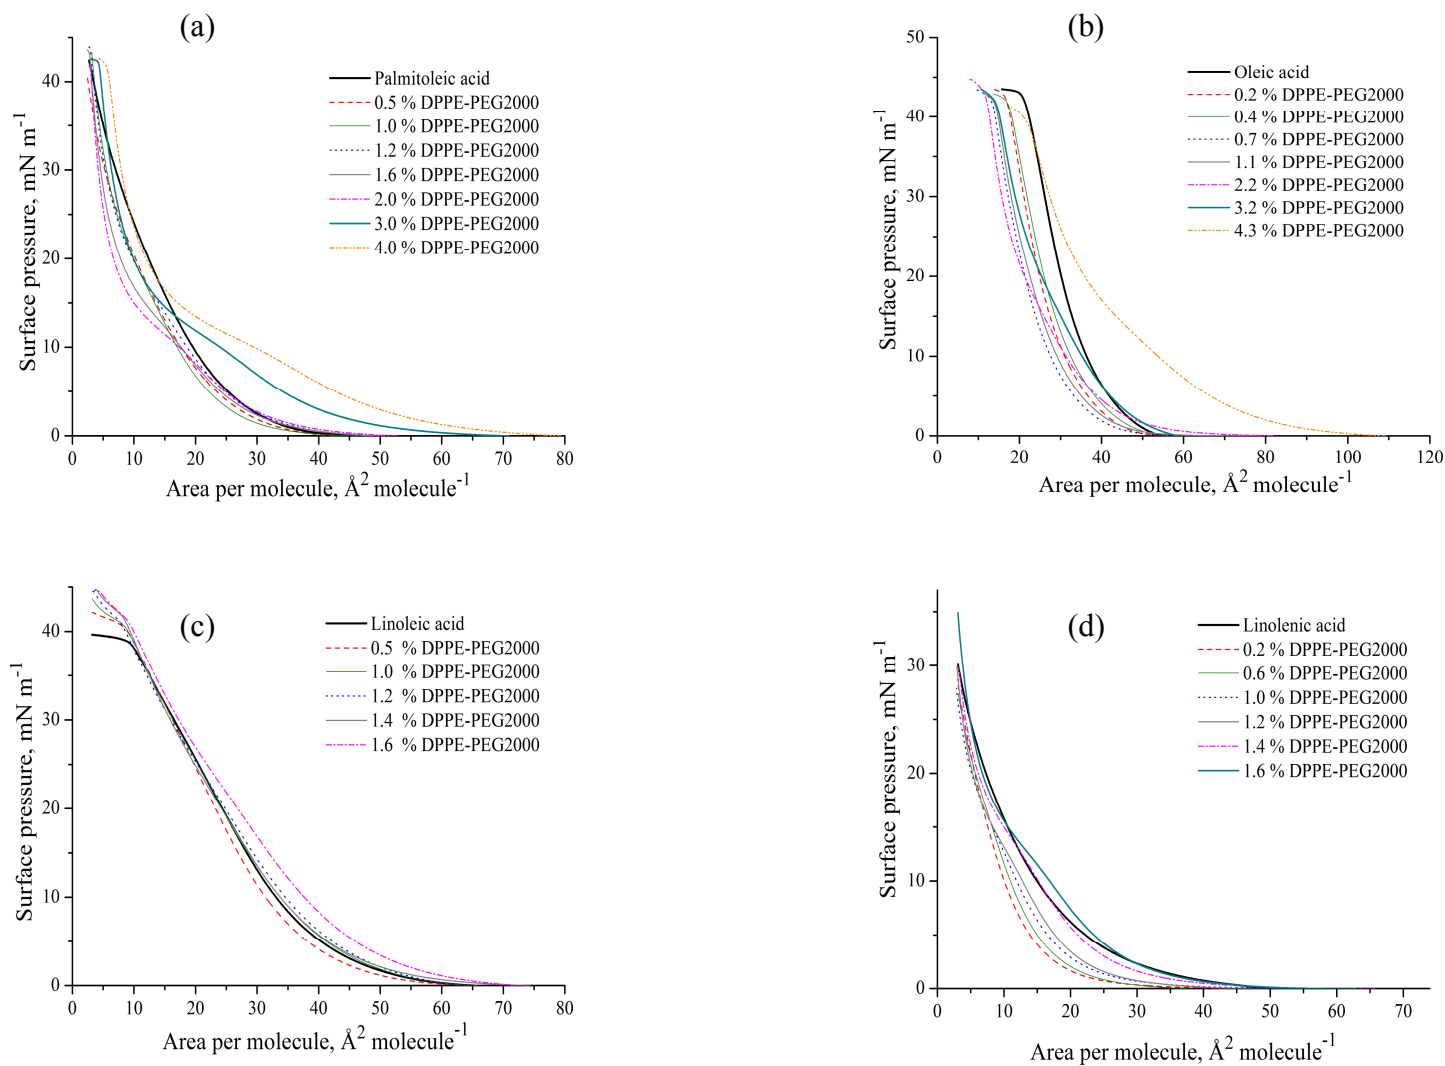 (a)
Surface pressure, mN m⁻¹
40
30
20
10
0
Palmitoleic acid
0.5 % DPPE-PEG2000
1.0 % DPPE-PEG2000
1.2 % DPPE-PEG2000
1.6 % DPPE-PEG2000
2.0 % DPPE-PEG2000
3.0 % DPPE-PEG2000
4.0 % DPPE-PEG2000
0 10 20 30 40 50 60 70 80
Area per molecule, Å² molecule⁻¹
(b)
Surface pressure, mN m⁻¹
50
40
30
20
10
0
Oleic acid
0.2 % DPPE-PEG2000
0.4 % DPPE-PEG2000
0.7 % DPPE-PEG2000
1.1 % DPPE-PEG2000
2.2 % DPPE-PEG2000
3.2 % DPPE-PEG2000
4.3 % DPPE-PEG2000
0 20 40 60 80 100 120
Area per molecule, Å² molecule⁻¹
(c)
Surface pressure, mN m⁻¹
40
30
20
10
0
Linoleic acid
0.5 % DPPE-PEG2000
1.0 % DPPE-PEG2000
1.2 % DPPE-PEG2000
1.4 % DPPE-PEG2000
1.6 % DPPE-PEG2000
0 10 20 30 40 50 60 70 80
Area per molecule, Å² molecule⁻¹
(d)
Surface pressure, mN m⁻¹
30
20
10
0
Linolenic acid
0.2 % DPPE-PEG2000
0.6 % DPPE-PEG2000
1.0 % DPPE-PEG2000
1.2 % DPPE-PEG2000
1.4 % DPPE-PEG2000
1.6 % DPPE-PEG2000
0 10 20 30 40 50 60 70
Area per molecule, Å² molecule⁻¹